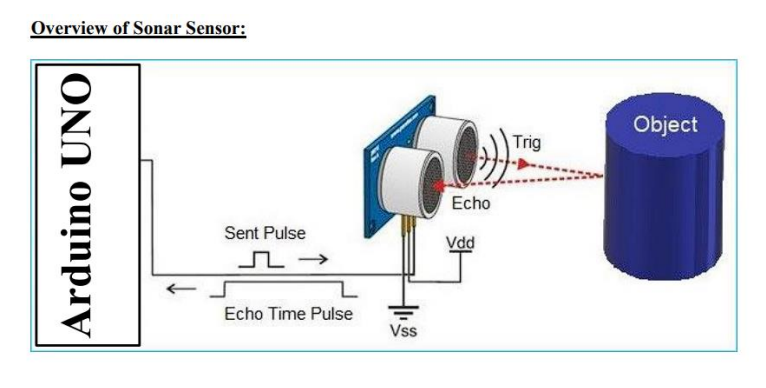 Overview of Sonar Sensor:
Arduino UNO
Object
Trig
Echo
Sent Pulse
Vdd
Echo Time Pulse
Vss